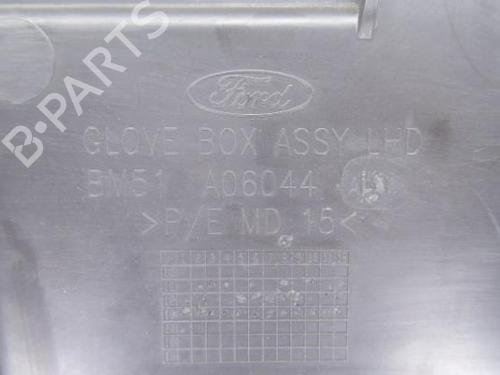 B-PARTS
Ford
GLOVE BOX ASSY LHD
BM51 A06044
>P/E MD 15<